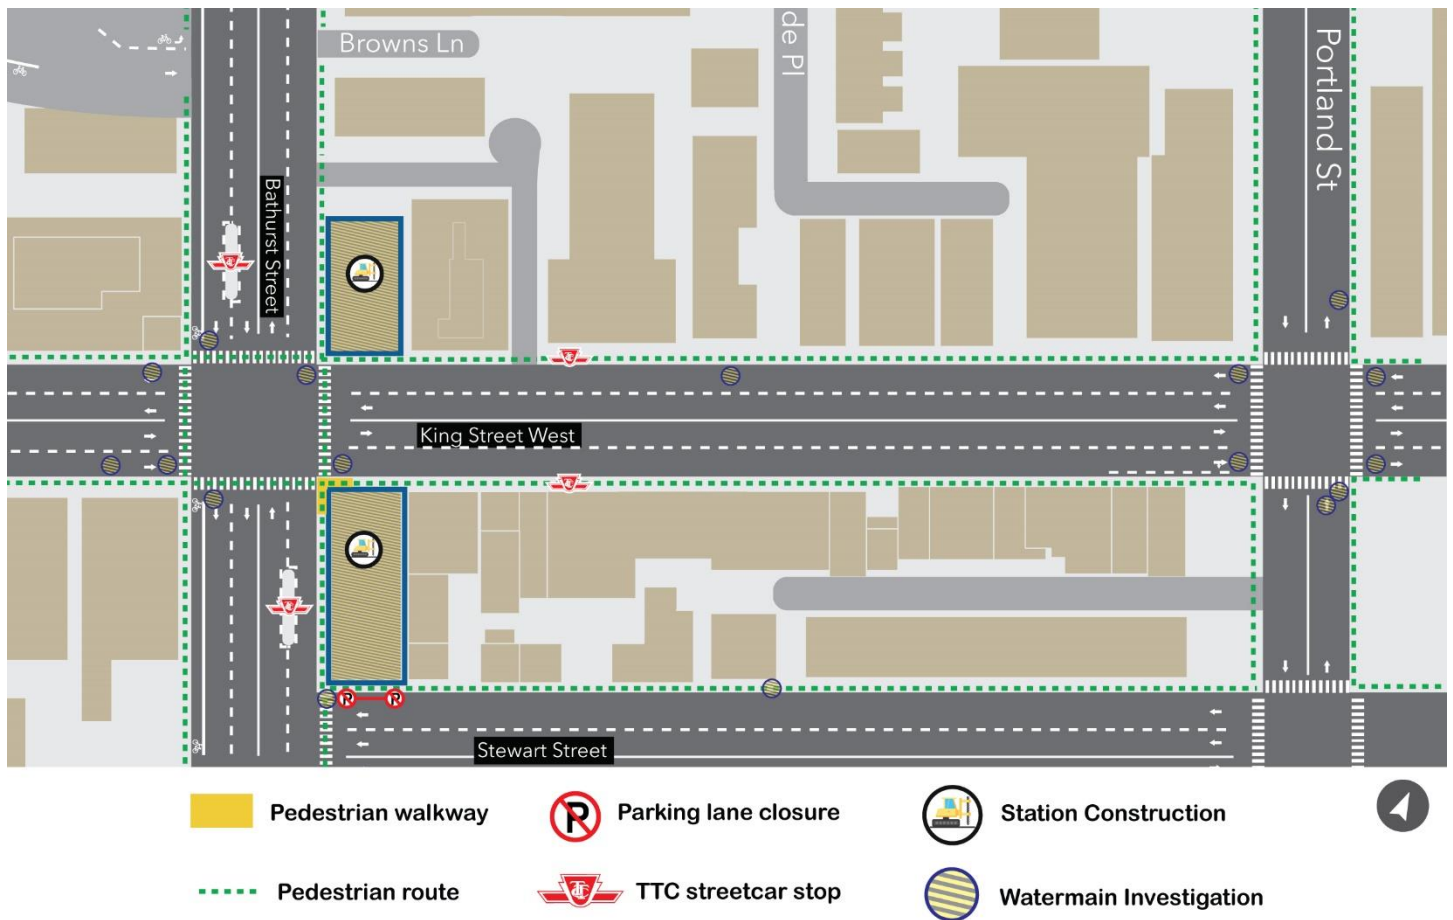 Browns Ln
de Pl
Portland St
Bathurst Street
King Street West
Stewart Street
Pedestrian walkway
Parking lane closure
Station Construction
Pedestrian route
TTC streetcar stop
Watermain Investigation